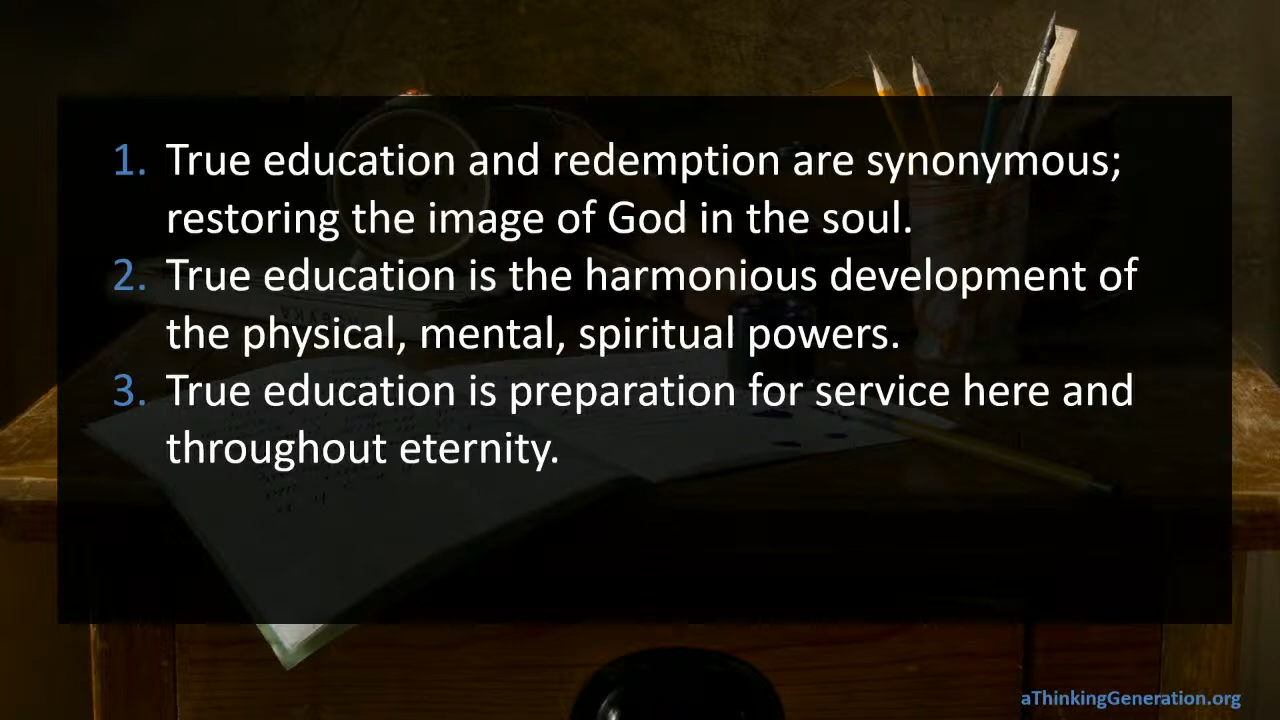 1. True education and redemption are synonymous;
restoring the image of God in the soul.
2. True education is the harmonious development of
the physical, mental, spiritual powers.
3. True education is preparation for service here and
throughout eternity.
aThinkingGeneration.org